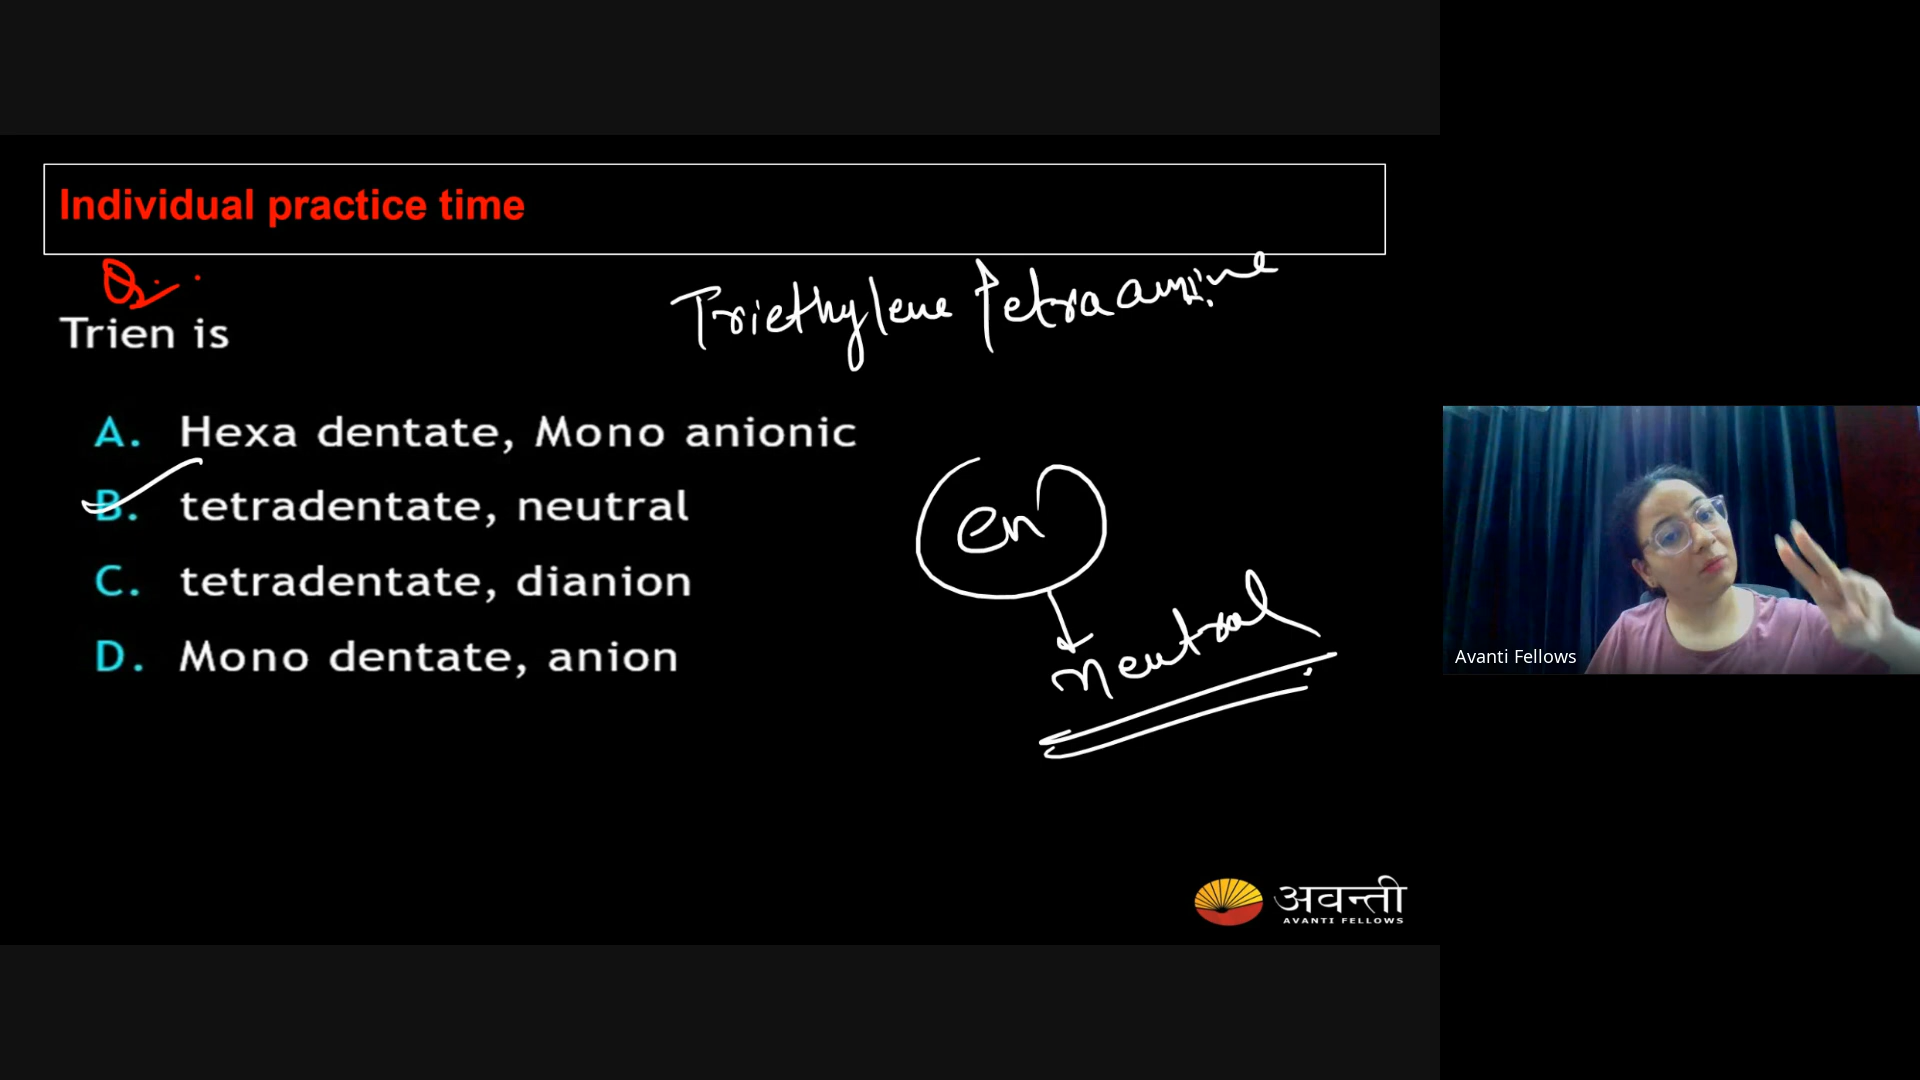 Individual practice time
Q.
Trien is
Triethylene tetraamine
A. Hexa dentate, Mono anionic
B. tetradentate, neutral
C. tetradentate, dianion
D. Mono dentate, anion
en
neutral
Avanti Fellows
अवन्ती
AVANTI FELLOWS